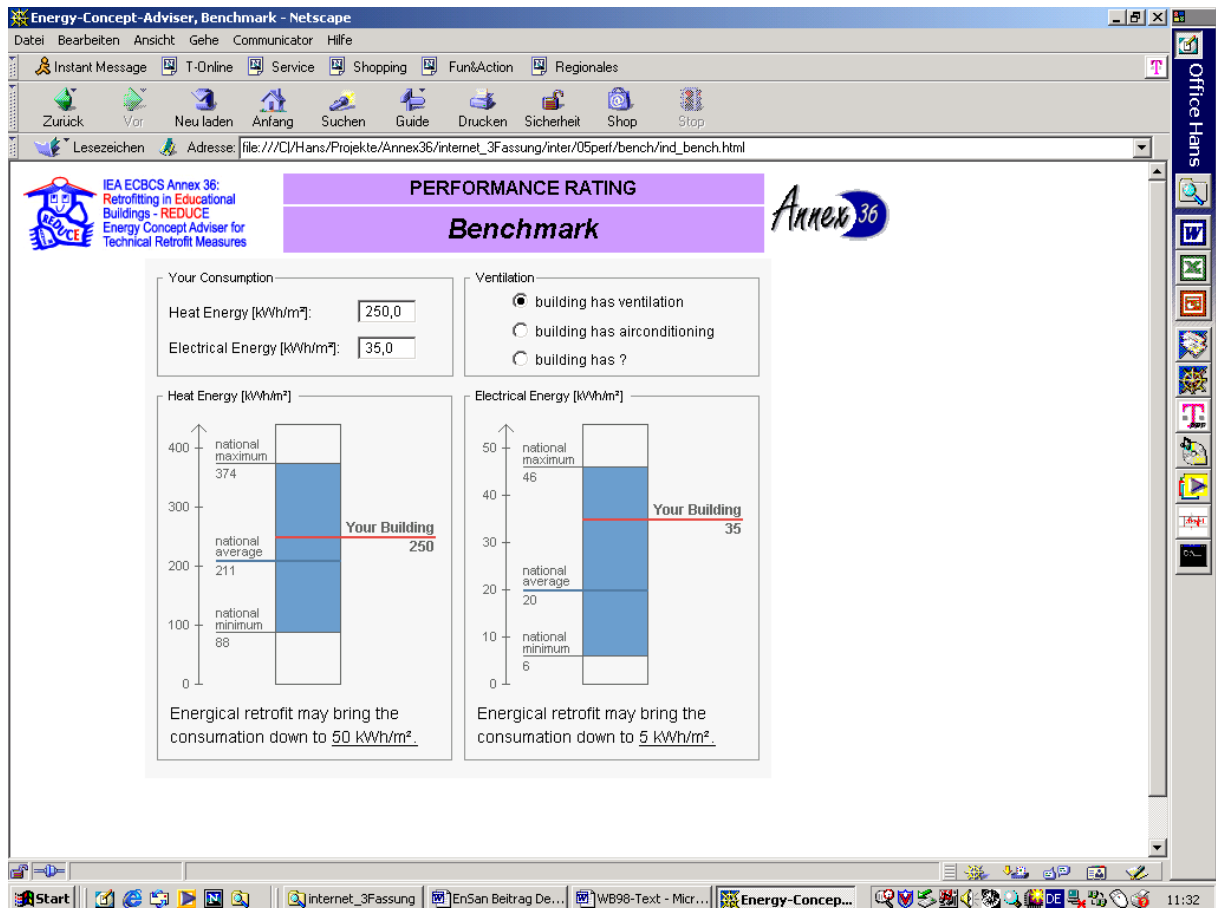 Energy-Concept-Adviser, Benchmark - Netscape
Datei Bearbeiten Ansicht Gehe Communicator Hilfe
Instant Message T-Online Service Shopping Fun&Action Regionales
Zurück Vor Neu laden Anfang Suchen Guide Drucken Sicherheit Shop Stop
Lesezeichen Adresse: file:///C|/Hans/Projekte/Annex36/internet_3Fassung/inter/05perf/bench/ind_bench.html
Office Hans
REDUCE
IEA ECBCS Annex 36:
Retrofitting in Educational
Buildings - REDUCE
Energy Concept Adviser for
Technical Retrofit Measures
PERFORMANCE RATING
Benchmark
Annex 36
Your Consumption
Heat Energy [kWh/m²]: 250,0
Electrical Energy [kWh/m²]: 35,0
Ventilation
building has ventilation
building has airconditioning
building has ?
Heat Energy [kWh/m²]
400
300
200
100
0
national
maximum
374
Your Building
250
national
average
211
national
minimum
88
Energical retrofit may bring the
consumation down to 50 kWh/m².
Electrical Energy [kWh/m²]
50
40
30
20
10
0
national
maximum
46
Your Building
35
national
average
20
national
minimum
6
Energical retrofit may bring the
consumation down to 5 kWh/m².
Start internet_3Fassung EnSan Beitrag De... WB98-Text - Micr... Energy-Concep... DE 11:32